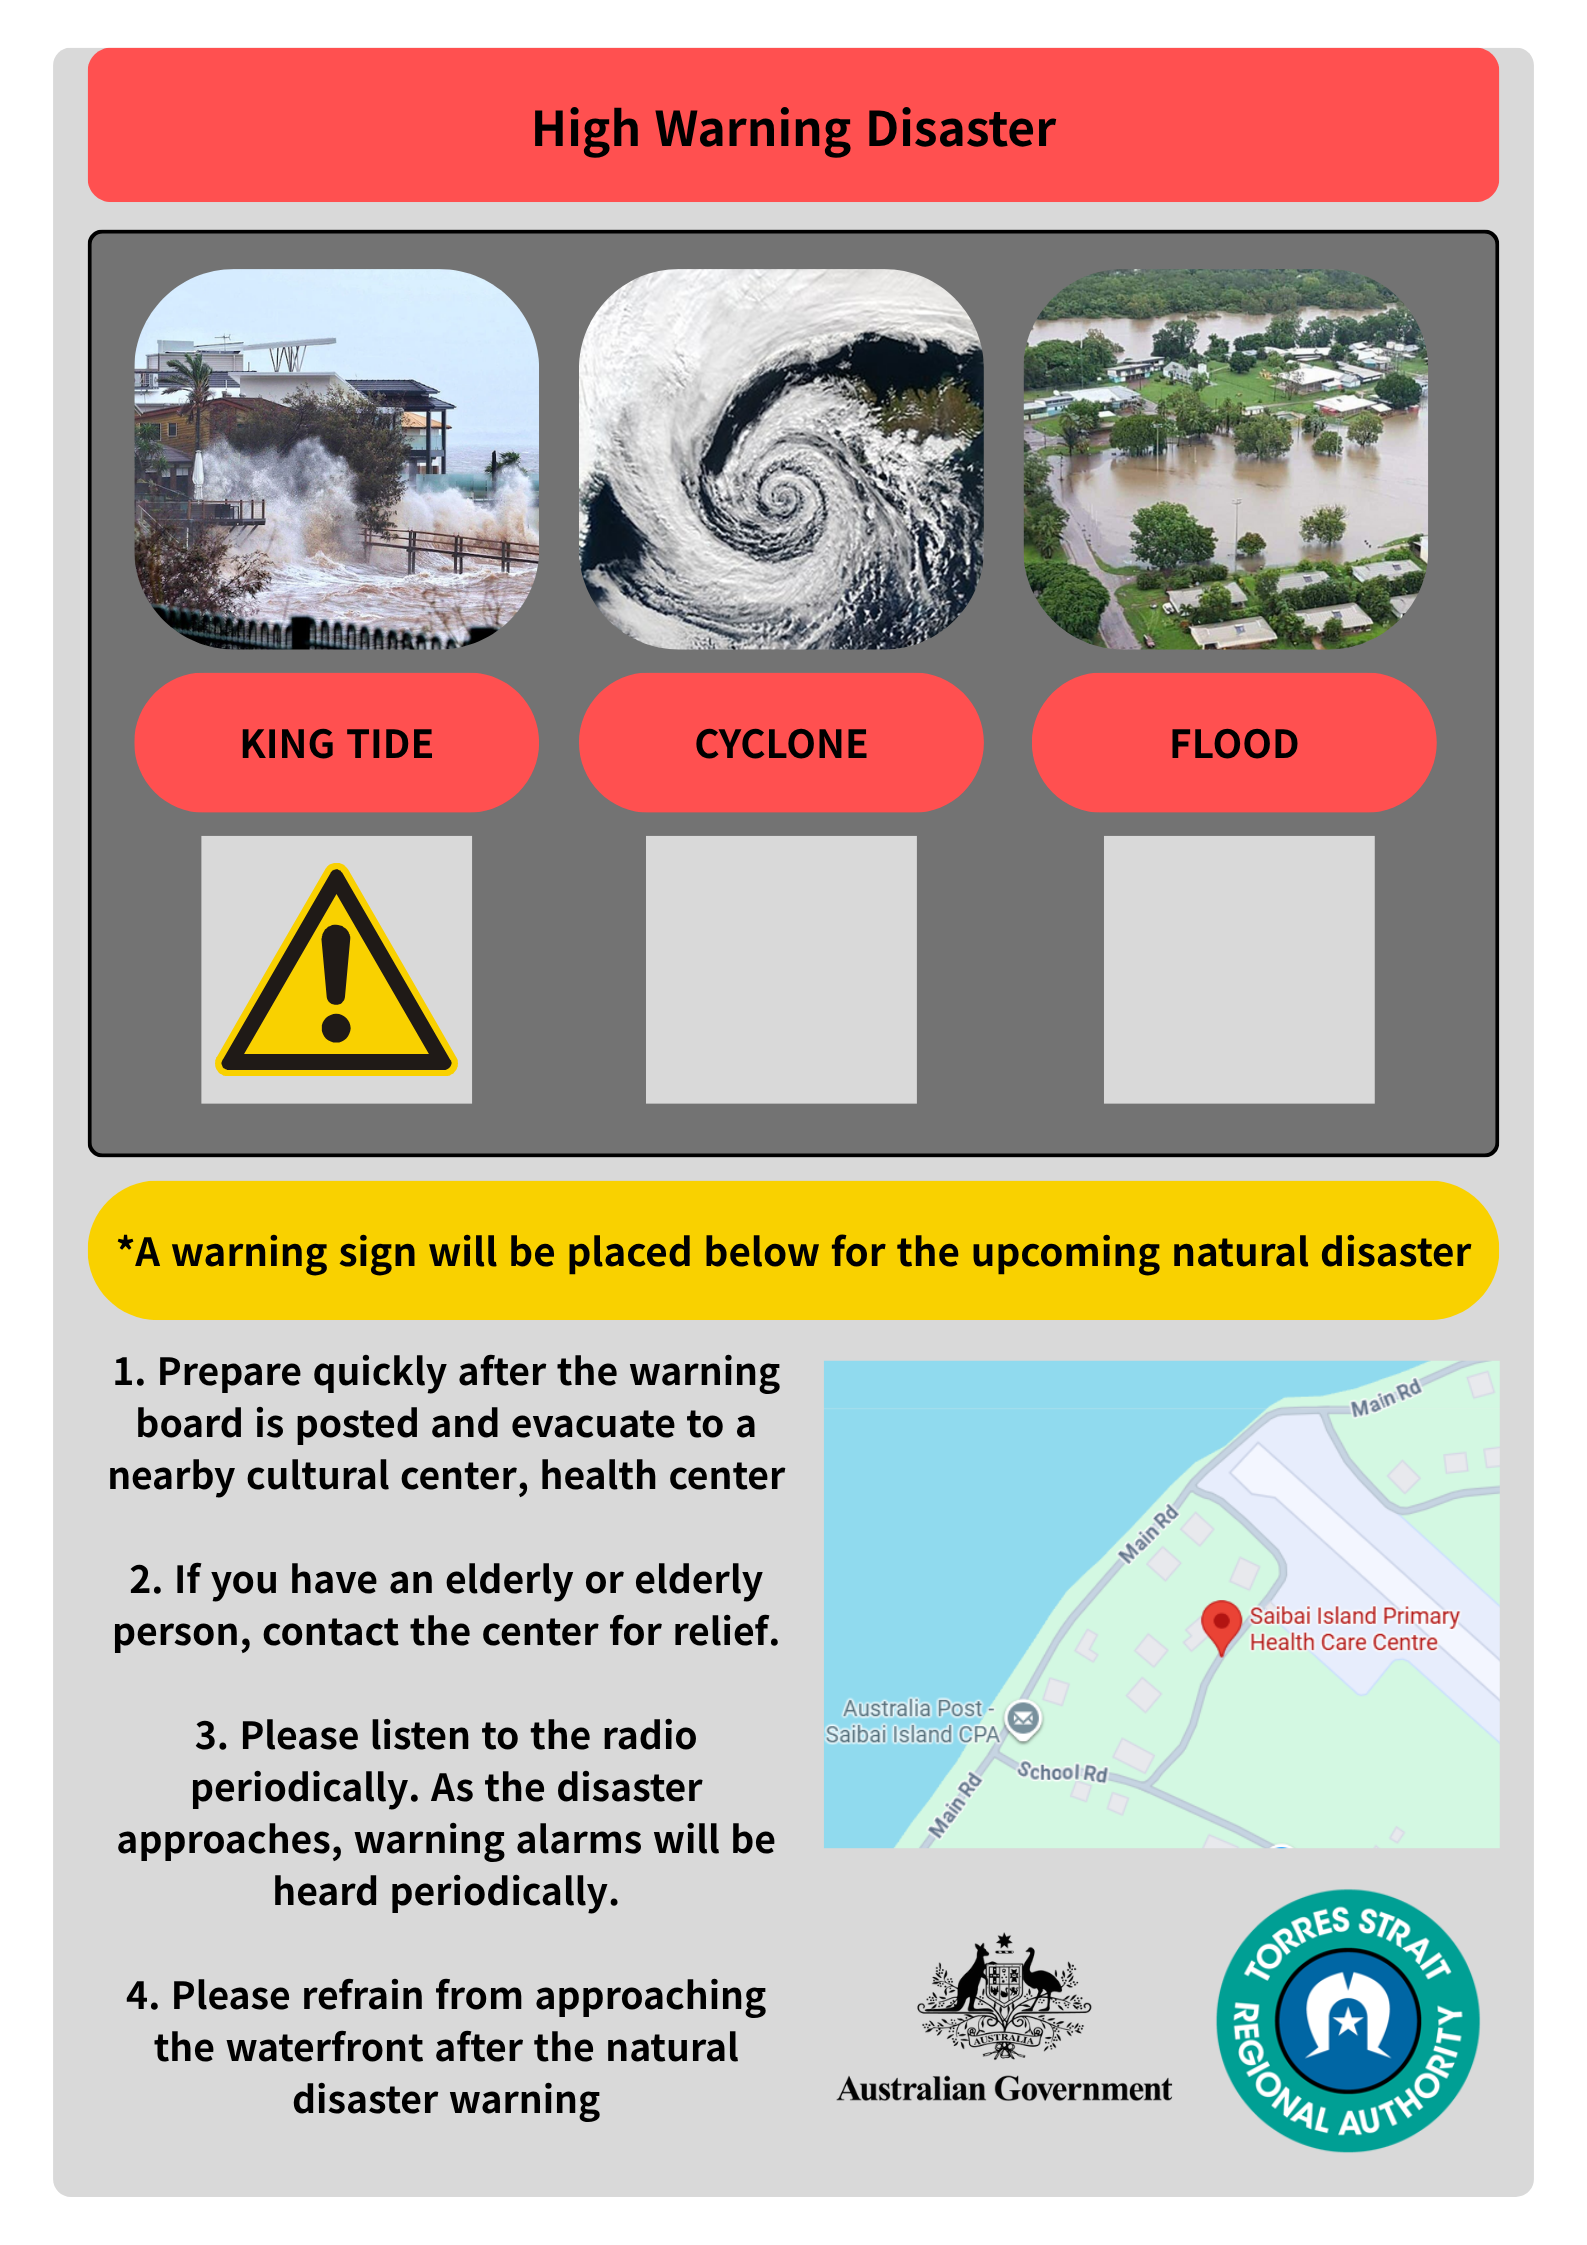 High Warning Disaster
KING TIDE
CYCLONE
FLOOD
*A warning sign will be placed below for the upcoming natural disaster
1. Prepare quickly after the warning
board is posted and evacuate to a
nearby cultural center, health center
2. If you have an elderly or elderly
person, contact the center for relief.
3. Please listen to the radio
periodically. As the disaster
approaches, warning alarms will be
heard periodically.
4. Please refrain from approaching
the waterfront after the natural
disaster warning
Main Rd
Main Rd
Saibai Island Primary
Health Care Centre
Australia Post -
Saibai Island CPA
School Rd
Main Rd
AUSTRALIA
Australian Government
TORRES STRAIT
REGIONAL AUTHORITY